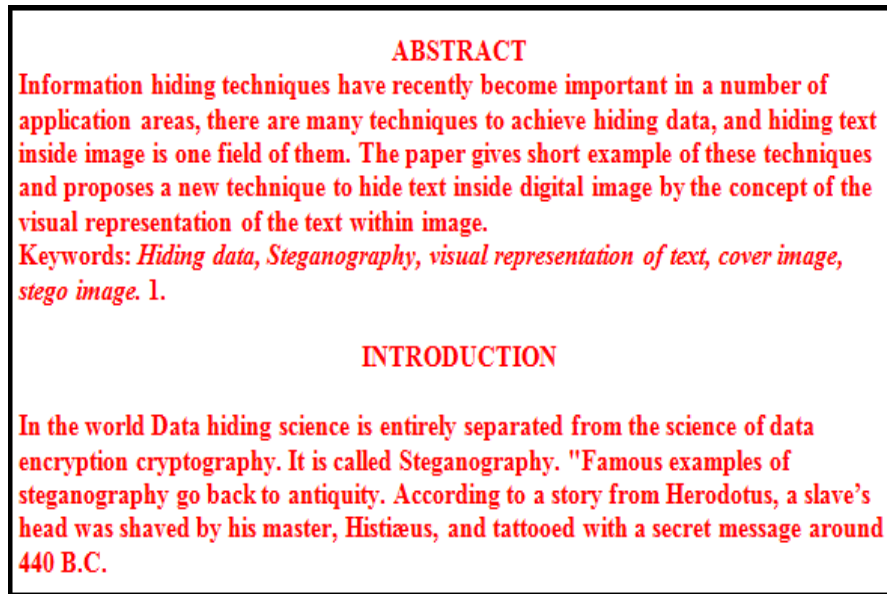 ABSTRACT
Information hiding techniques have recently become important in a number of
application areas, there are many techniques to achieve hiding data, and hiding text
inside image is one field of them. The paper gives short example of these techniques
and proposes a new technique to hide text inside digital image by the concept of the
visual representation of the text within image.
Keywords: Hiding data, Steganography, visual representation of text, cover image,
stego image. 1.
INTRODUCTION
In the world Data hiding science is entirely separated from the science of data
encryption cryptography. It is called Steganography. "Famous examples of
steganography go back to antiquity. According to a story from Herodotus, a slave’s
head was shaved by his master, Histiæus, and tattooed with a secret message around
440 B.C.